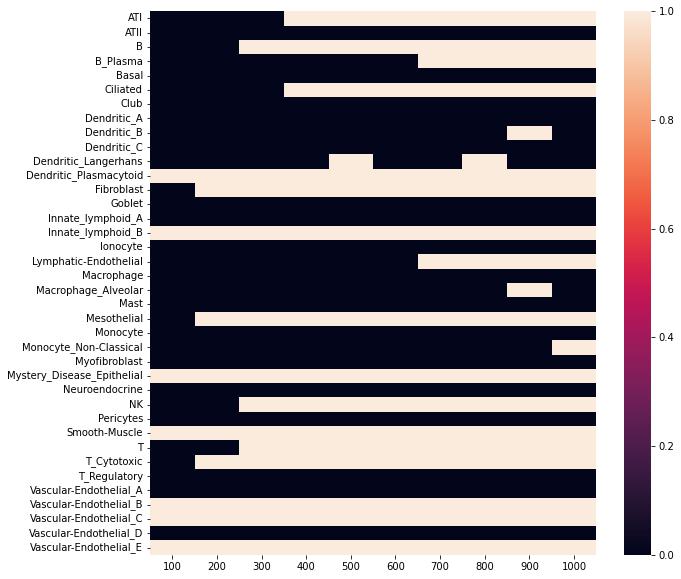 ATI
ATII
B
B_Plasma
Basal
Ciliated
Club
Dendritic_A
Dendritic_B
Dendritic_C
Dendritic_Langerhans
Dendritic_Plasmacytoid
Fibroblast
Goblet
Innate_lymphoid_A
Innate_lymphoid_B
Ionocyte
Lymphatic-Endothelial
Macrophage
Macrophage_Alveolar
Mast
Mesothelial
Monocyte
Monocyte_Non-Classical
Myofibroblast
Mystery_Disease_Epithelial
Neuroendocrine
NK
Pericytes
Smooth-Muscle
T
T_Cytotoxic
T_Regulatory
Vascular-Endothelial_A
Vascular-Endothelial_B
Vascular-Endothelial_C
Vascular-Endothelial_D
Vascular-Endothelial_E
100 200 300 400 500 600 700 800 900 1000
1.0
0.8
0.6
0.4
0.2
0.0